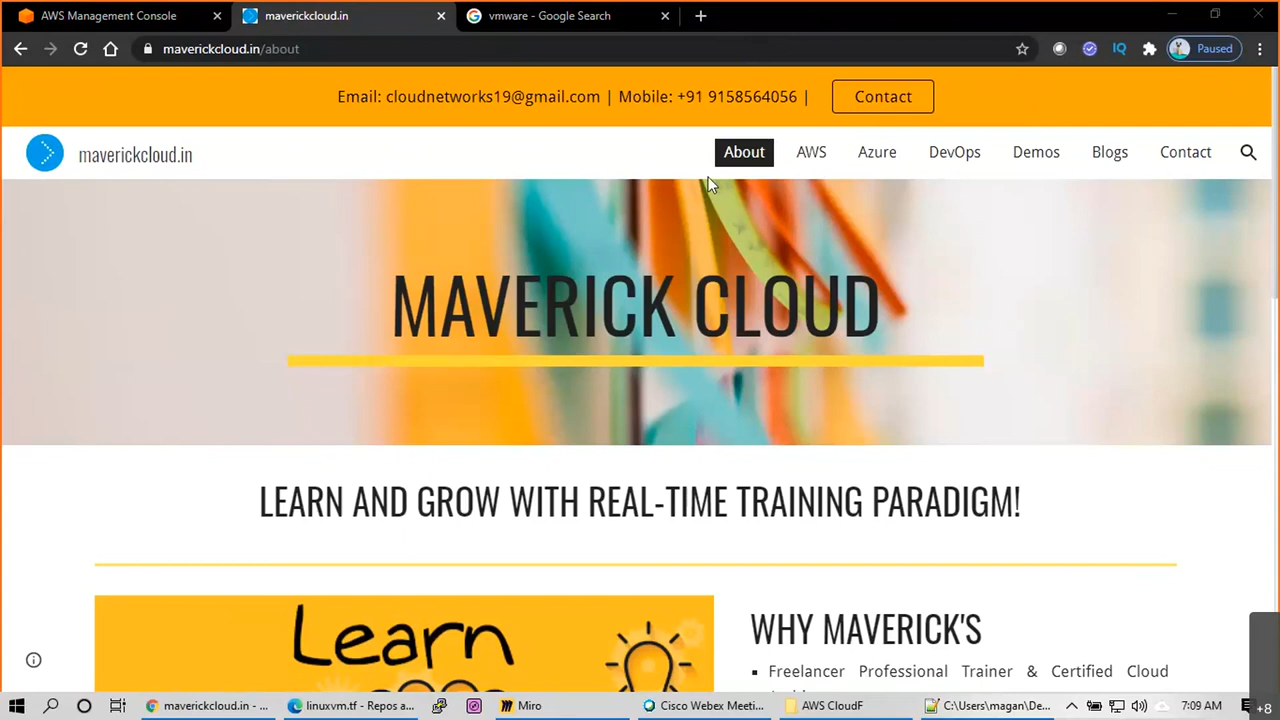 AWS Management Console
maverickcloud.in
vmware - Google Search
maverickcloud.in/about
IQ
Paused
Email: cloudnetworks19@gmail.com | Mobile: +91 9158564056 |
Contact
maverickcloud.in
About
AWS
Azure
DevOps
Demos
Blogs
Contact
MAVERICK CLOUD
LEARN AND GROW WITH REAL-TIME TRAINING PARADIGM!
Learn
WHY MAVERICK'S
Freelancer Professional Trainer & Certified Cloud
maverickcloud.in - ...
linuxvm.tf - Repos a...
Miro
Cisco Webex Meeti...
AWS CloudF
C:\Users\magan\De...
7:09 AM
+8